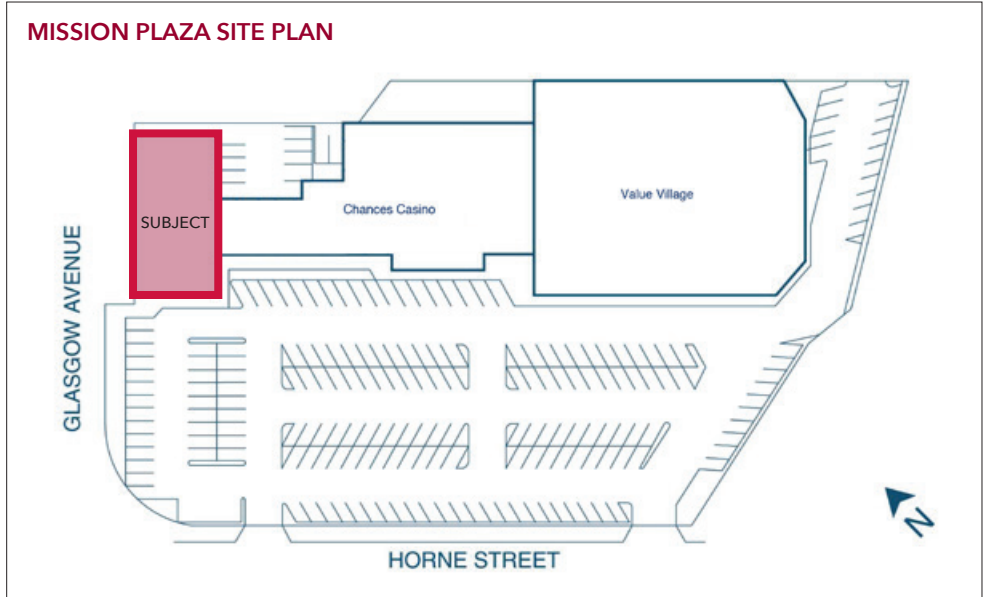 MISSION PLAZA SITE PLAN
Value Village
Chances Casino
SUBJECT
GLASGOW AVENUE
HORNE STREET
N